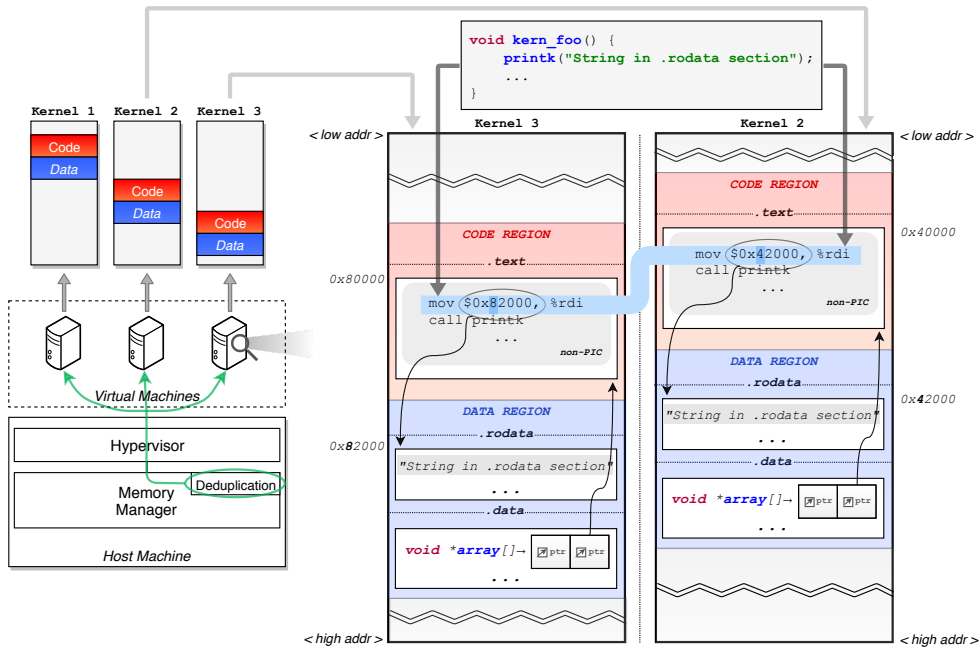 void kern_foo() {
printk("String in .rodata section");
...
}
Kernel 1
Kernel 2
Kernel 3
Code
Data
Code
Data
Code
Data
Virtual Machines
Hypervisor
Memory
Manager
Deduplication
Host Machine
Kernel 3
< low addr >
CODE REGION
.text
0x80000
mov $0x82000, %rdi
call printk
...
non-PIC
DATA REGION
.rodata
0x82000
"String in .rodata section"
...
.data
void *array[]→ ptr ptr
...
< high addr >
Kernel 2
< low addr >
CODE REGION
.text
0x40000
mov $0x42000, %rdi
call printk
...
non-PIC
DATA REGION
.rodata
0x42000
"String in .rodata section"
...
.data
void *array[]→ ptr ptr
...
< high addr >